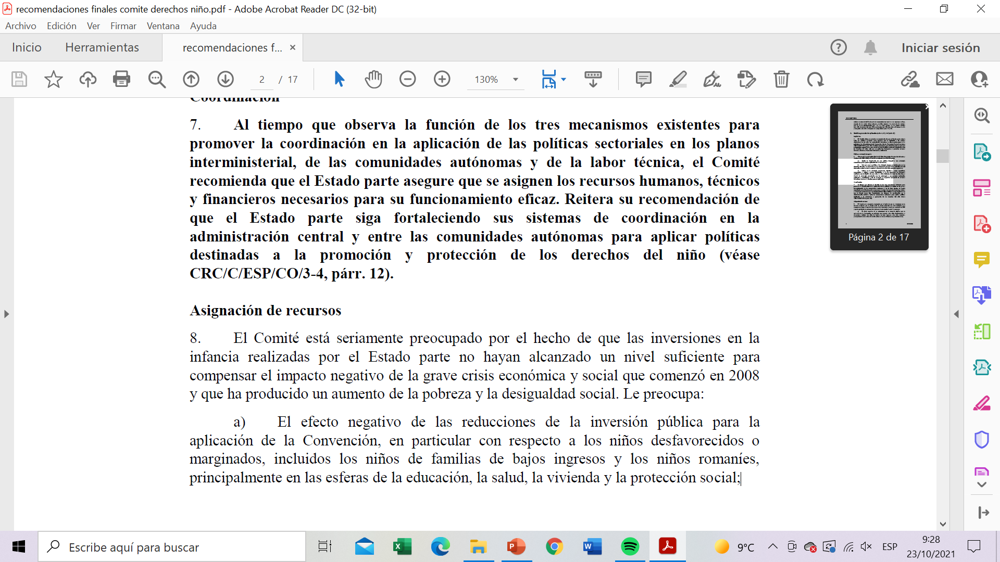 recomendaciones finales comite derechos niño.pdf - Adobe Acrobat Reader DC (32-bit)
Archivo Edición Ver Firmar Ventana Ayuda
Inicio Herramientas recomendaciones f... × Iniciar sesión
2 / 17 130%
Coordinación
7. Al tiempo que observa la función de los tres mecanismos existentes para
promover la coordinación en la aplicación de las políticas sectoriales en los planos
interministerial, de las comunidades autónomas y de la labor técnica, el Comité
recomienda que el Estado parte asegure que se asignen los recursos humanos, técnicos
y financieros necesarios para su funcionamiento eficaz. Reitera su recomendación de
que el Estado parte siga fortaleciendo sus sistemas de coordinación en la
administración central y entre las comunidades autónomas para aplicar políticas
destinadas a la promoción y protección de los derechos del niño (véase
CRC/C/ESP/CO/3-4, párr. 12).
Asignación de recursos
8. El Comité está seriamente preocupado por el hecho de que las inversiones en la
infancia realizadas por el Estado parte no hayan alcanzado un nivel suficiente para
compensar el impacto negativo de la grave crisis económica y social que comenzó en 2008
y que ha producido un aumento de la pobreza y la desigualdad social. Le preocupa:
a) El efecto negativo de las reducciones de la inversión pública para la
aplicación de la Convención, en particular con respecto a los niños desfavorecidos o
marginados, incluidos los niños de familias de bajos ingresos y los niños romaníes,
principalmente en las esferas de la educación, la salud, la vivienda y la protección social;
Página 2 de 17
Escribe aquí para buscar
9°C
ESP
9:28
23/10/2021